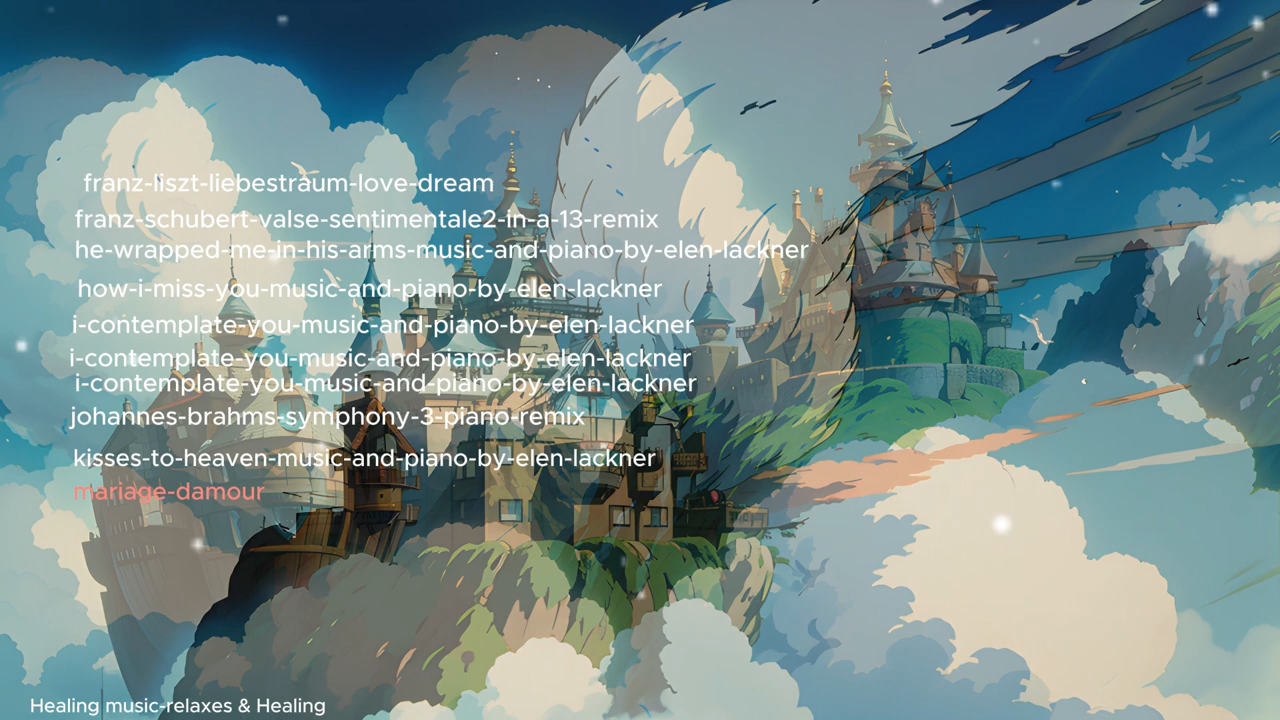 franz-liszt-liebestraum-love-dream
franz-schubert-valse-sentimentale2-in-a-13-remix
he-wrapped-me-in-his-arms-music-and-piano-by-elen-lackner
how-i-miss-you-music-and-piano-by-elen-lackner
i-contemplate-you-music-and-piano-by-elen-lackner
i-contemplate-you-music-and-piano-by-elen-lackner
i-contemplate-you-music-and-piano-by-elen-lackner
johannes-brahms-symphony-3-piano-remix
kisses-to-heaven-music-and-piano-by-elen-lackner
mariage-damour
Healing music-relaxes & Healing